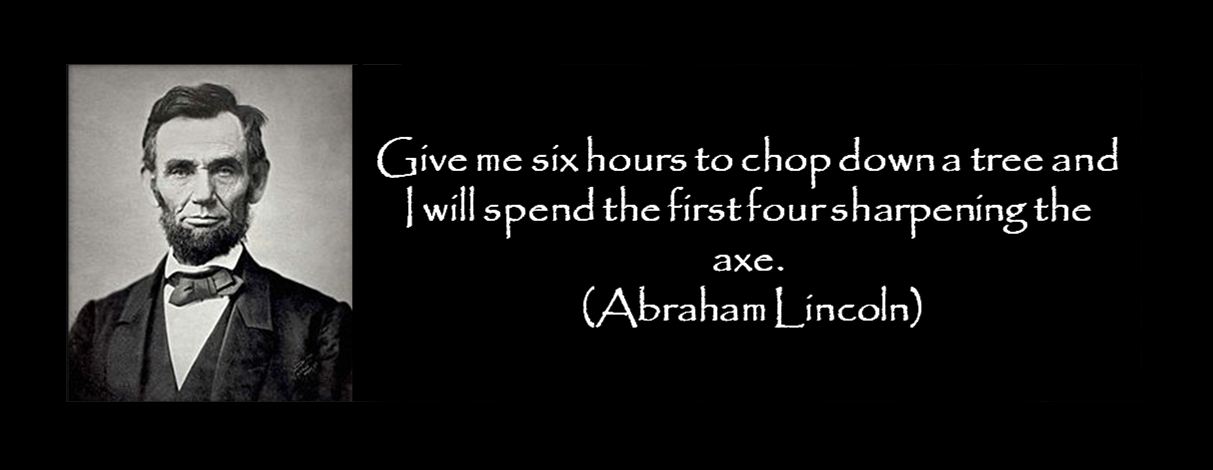 Give me six hours to chop down a tree and
I will spend the first four sharpening the
axe.
(Abraham Lincoln)